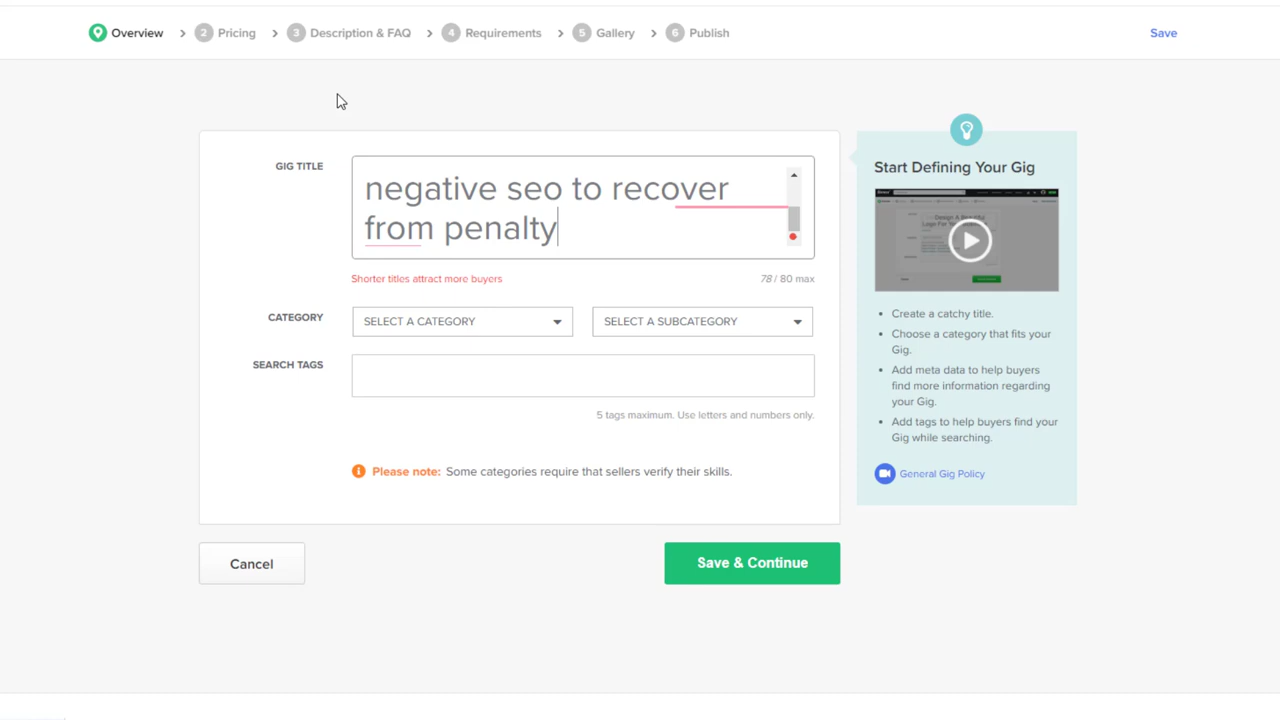 Overview
2 Pricing
3 Description & FAQ
4 Requirements
5 Gallery
6 Publish
Save
GIG TITLE
negative seo to recover
from penalty
Shorter titles attract more buyers
78 / 80 max
CATEGORY
SELECT A CATEGORY
SELECT A SUBCATEGORY
SEARCH TAGS
5 tags maximum. Use letters and numbers only.
Please note: Some categories require that sellers verify their skills.
Cancel
Save & Continue
Start Defining Your Gig
• Create a catchy title.
• Choose a category that fits your
Gig.
• Add meta data to help buyers
find more information regarding
your Gig.
• Add tags to help buyers find your
Gig while searching.
General Gig Policy